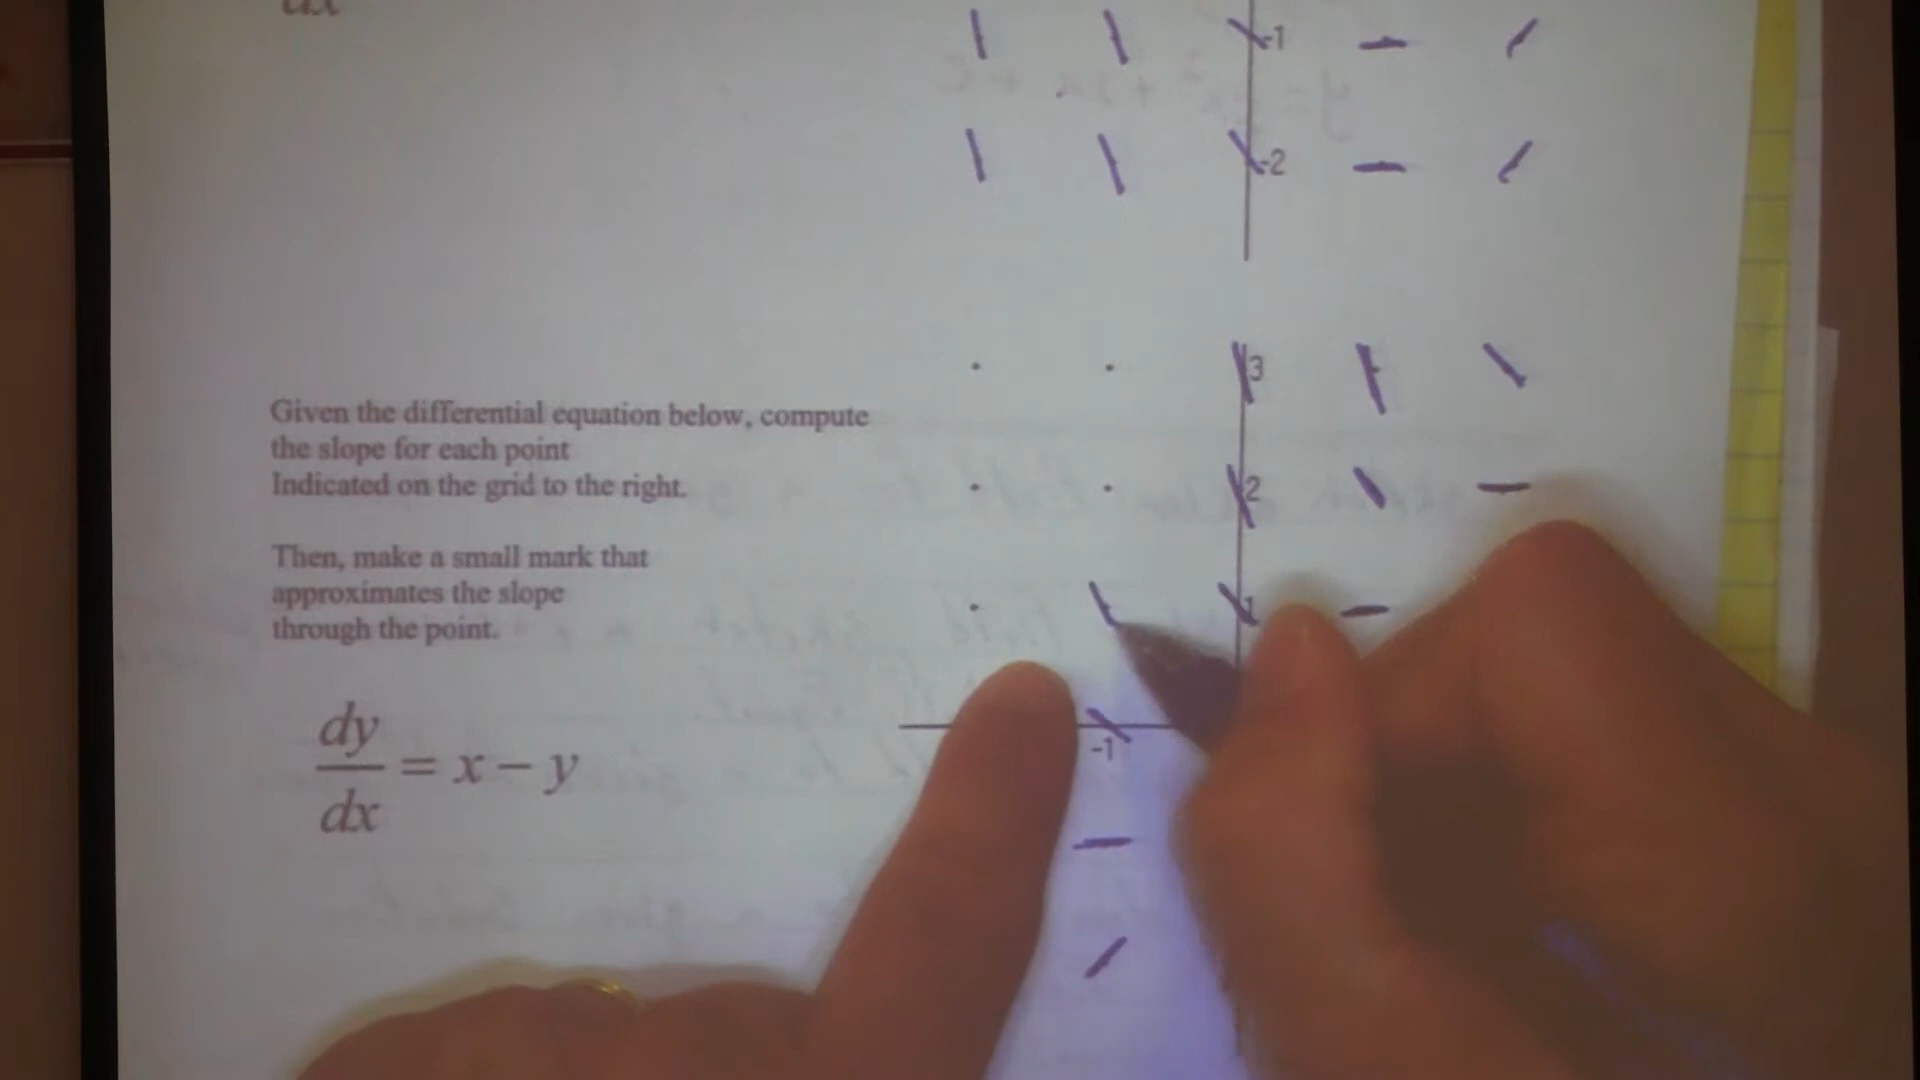 dx
-1
-2
3
Given the differential equation below, compute
the slope for each point
Indicated on the grid to the right.
2
Then, make a small mark that
approximates the slope
through the point.
1
-1
dy
dx
= x − y